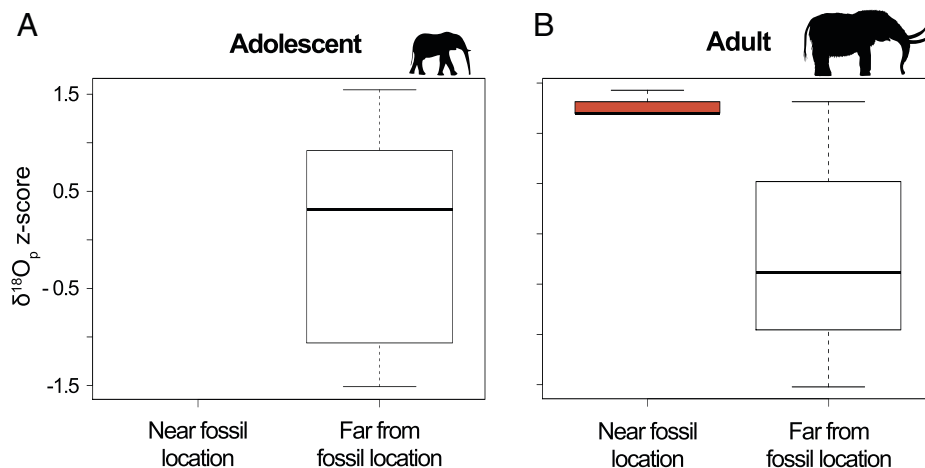 A
Adolescent
B
Adult
δ18Op z-score
1.5
0.5
-0.5
-1.5
Near fossil
location
Far from
fossil location
Near fossil
location
Far from
fossil location